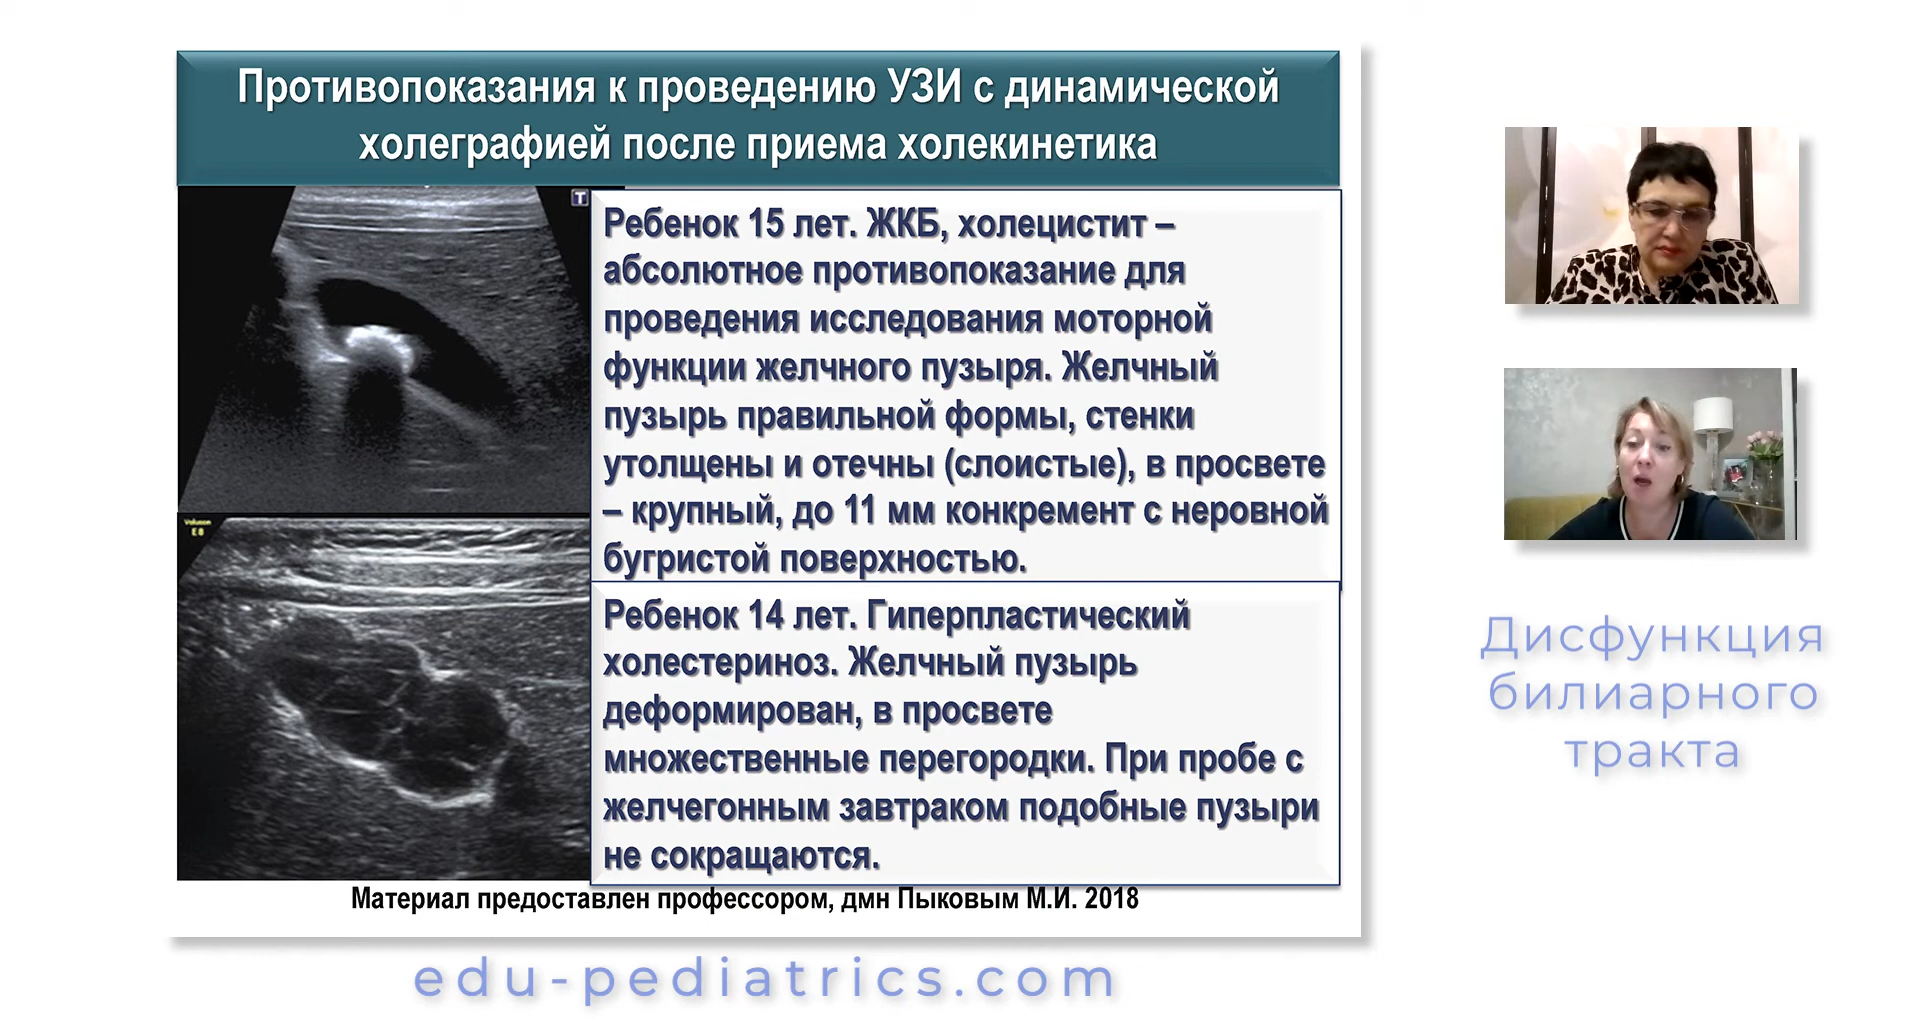 Противопоказания к проведению УЗИ с динамической
холеграфией после приема холекинетика
T
Ребенок 15 лет. ЖКБ, холецистит –
абсолютное противопоказание для
проведения исследования моторной
функции желчного пузыря. Желчный
пузырь правильной формы, стенки
утолщены и отечны (слоистые), в просвете
– крупный, до 11 мм конкремент с неровной
бугристой поверхностью.
Voluson
E8
Ребенок 14 лет. Гиперпластический
холестериноз. Желчный пузырь
деформирован, в просвете
множественные перегородки. При пробе с
желчегонным завтраком подобные пузыри
не сокращаются.
Материал предоставлен профессором, дмн Пыковым М.И. 2018
edu-pediatrics.com
Дисфункция
билиарного
тракта